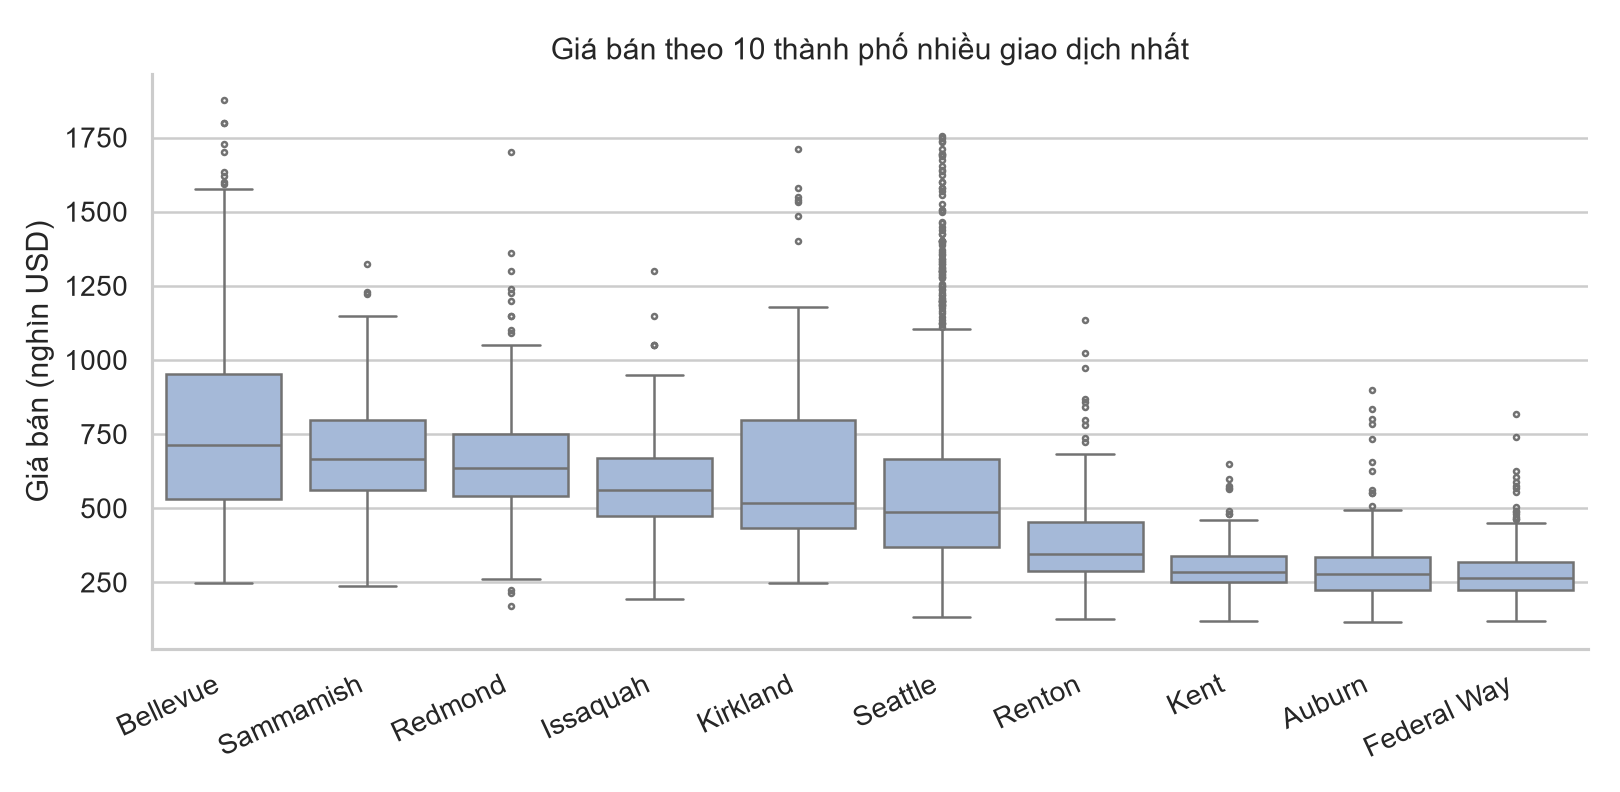 Giá bán theo 10 thành phố nhiều giao dịch nhất
Giá bán (nghìn USD)
1750
1500
1250
1000
750
500
250
Bellevue
Sammamish
Redmond
Issaquah
Kirkland
Seattle
Renton
Kent
Auburn
Federal Way